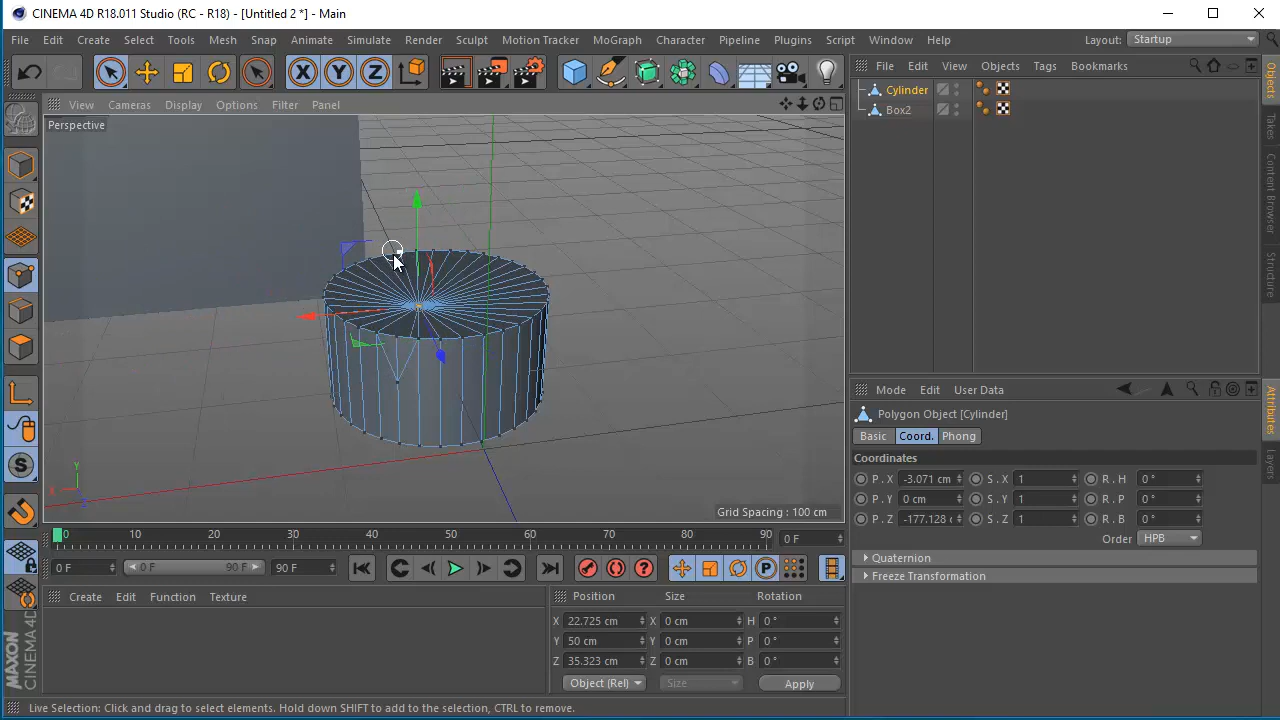 CINEMA 4D R18.011 Studio (RC - R18) - [Untitled 2 *] - Main
File Edit Create Select Tools Mesh Snap Animate Simulate Render Sculpt Motion Tracker MoGraph Character Pipeline Plugins Script Window Help Layout: Startup
X Y Z
File Edit View Objects Tags Bookmarks
View Cameras Display Options Filter Panel
Perspective
Cylinder
Box2
Objects
Takes
Content Browser
Structure
Y
X
Z
Grid Spacing : 100 cm
S
Mode Edit User Data
Polygon Object [Cylinder]
Basic Coord. Phong
Coordinates
P . X -3.071 cm S . X 1 R . H 0 °
P . Y 0 cm S . Y 1 R . P 0 °
P . Z -177.128 c S . Z 1 R . B 0 °
Order HPB
Quaternion
Freeze Transformation
Attributes
Layers
0 10 20 30 40 50 60 70 80 90 0 F
0 F 0 F 90 F 90 F
P
Create Edit Function Texture
Position Size Rotation
X 22.725 cm X 0 cm H 0 °
Y 50 cm Y 0 cm P 0 °
Z 35.323 cm Z 0 cm B 0 °
Object (Rel) Size Apply
MAXON
CINEMA 4D
Live Selection: Click and drag to select elements. Hold down SHIFT to add to the selection, CTRL to remove.